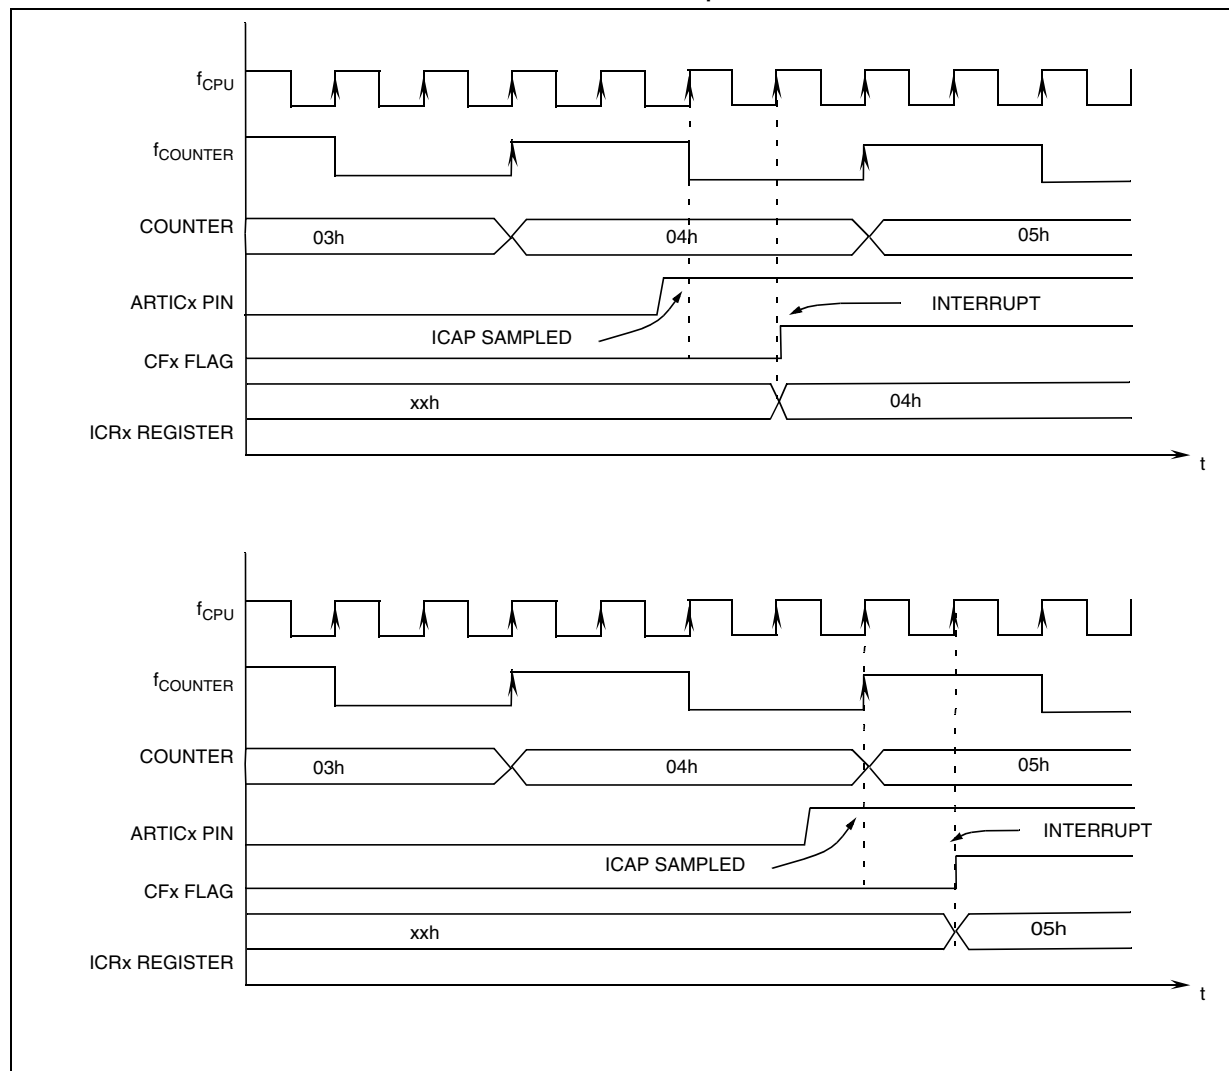 fCPU
fCOUNTER
COUNTER
03h
04h
05h
ARTICx PIN
INTERRUPT
ICAP SAMPLED
CFx FLAG
xxh
04h
ICRx REGISTER
t
fCPU
fCOUNTER
COUNTER
03h
04h
05h
ARTICx PIN
INTERRUPT
ICAP SAMPLED
CFx FLAG
xxh
05h
ICRx REGISTER
t